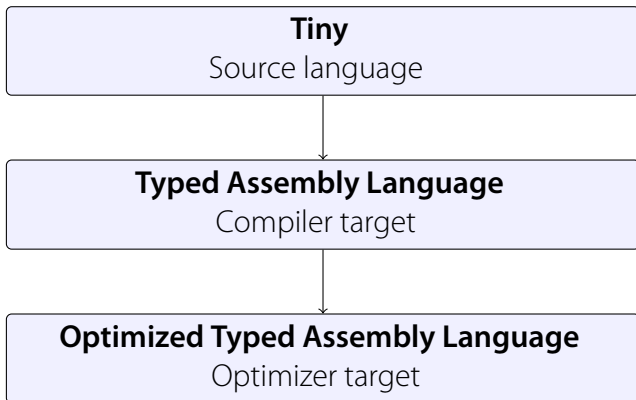 Tiny
Source language
Typed Assembly Language
Compiler target
Optimized Typed Assembly Language
Optimizer target